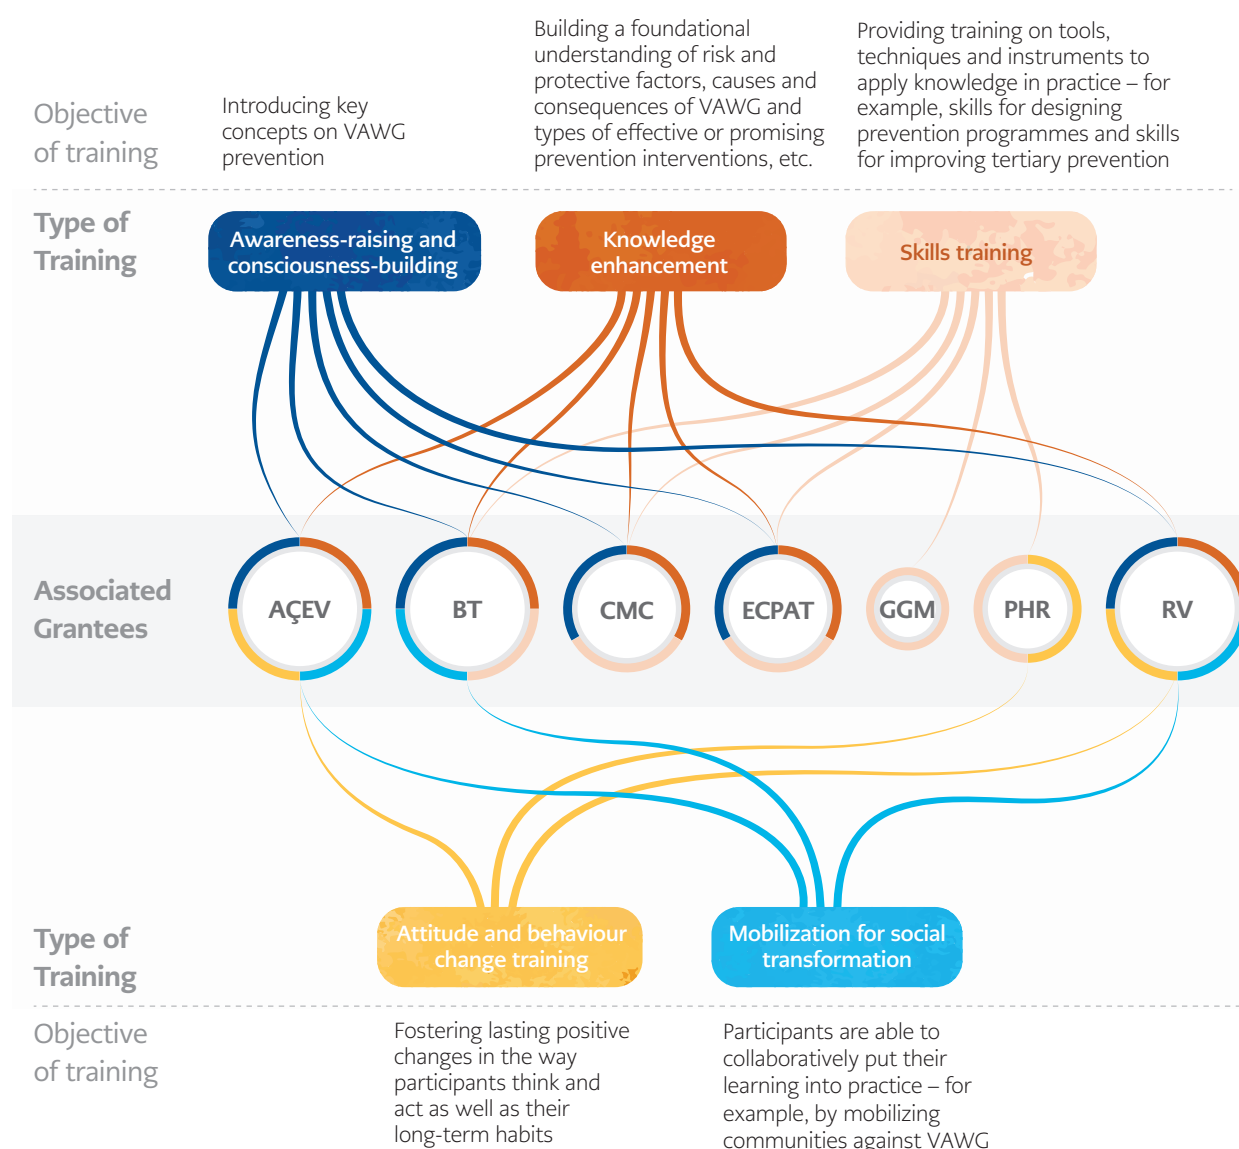 Objective
of training
Introducing key
concepts on VAWG
prevention
Building a foundational
understanding of risk and
protective factors, causes and
consequences of VAWG and
types of effective or promising
prevention interventions, etc.
Providing training on tools,
techniques and instruments to
apply knowledge in practice – for
example, skills for designing
prevention programmes and skills
for improving tertiary prevention
Type of
Training
Awareness-raising and
consciousness-building
Knowledge
enhancement
Skills training
Associated
Grantees
AÇEV
BT
CMC
ECPAT
GGM
PHR
RV
Type of
Training
Attitude and behaviour
change training
Mobilization for social
transformation
Objective
of training
Fostering lasting positive
changes in the way
participants think and
act as well as their
long-term habits
Participants are able to
collaboratively put their
learning into practice – for
example, by mobilizing
communities against VAWG